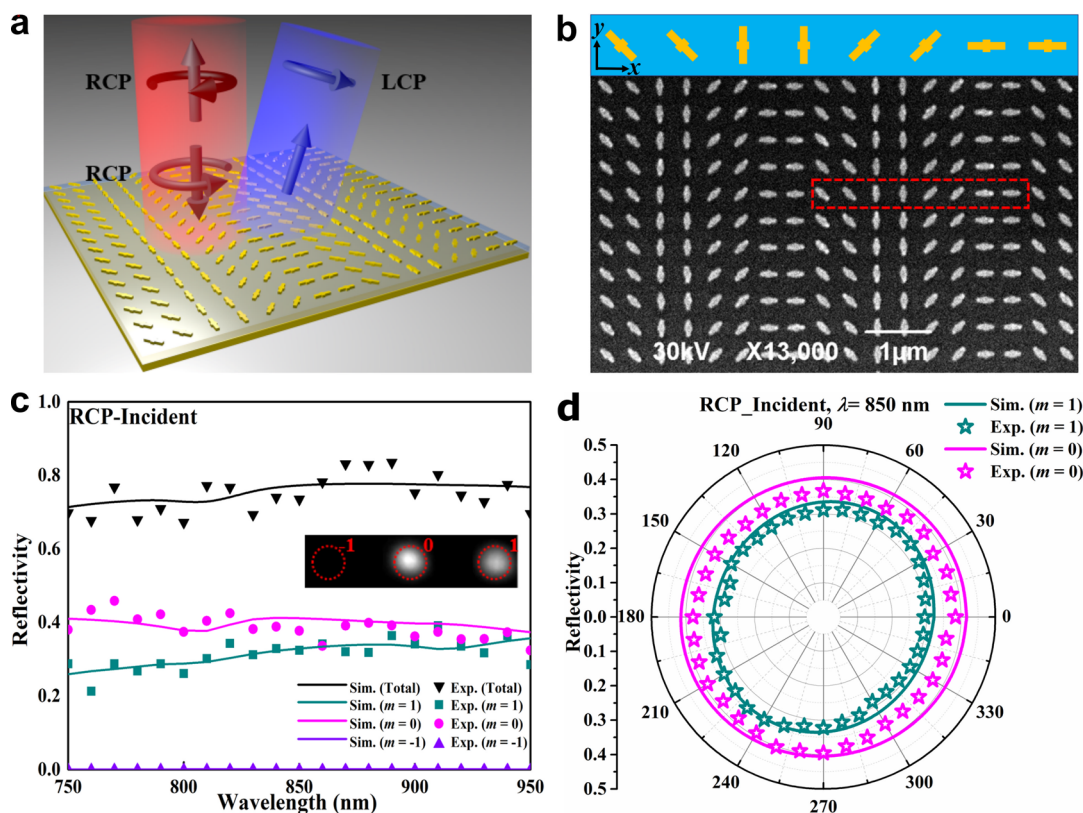 a
RCP
LCP
RCP
b
y
x
30kV X13,000 1μm
c
RCP-Incident
Reflectivity
1.0
0.8
0.6
0.4
0.2
0.0
-1 0 1
Sim. (Total) Exp. (Total)
Sim. (m = 1) Exp. (m = 1)
Sim. (m = 0) Exp. (m = 0)
Sim. (m = -1) Exp. (m = -1)
750 800 850 900 950
Wavelength (nm)
d
RCP_Incident, λ= 850 nm
Sim. (m = 1)
Exp. (m = 1)
Sim. (m = 0)
Exp. (m = 0)
Reflectivity
0.5
0.4
0.3
0.2
0.1
0.0
0.1
0.2
0.3
0.4
0.5
90
120 60
150 30
180 0
210 330
240 300
270